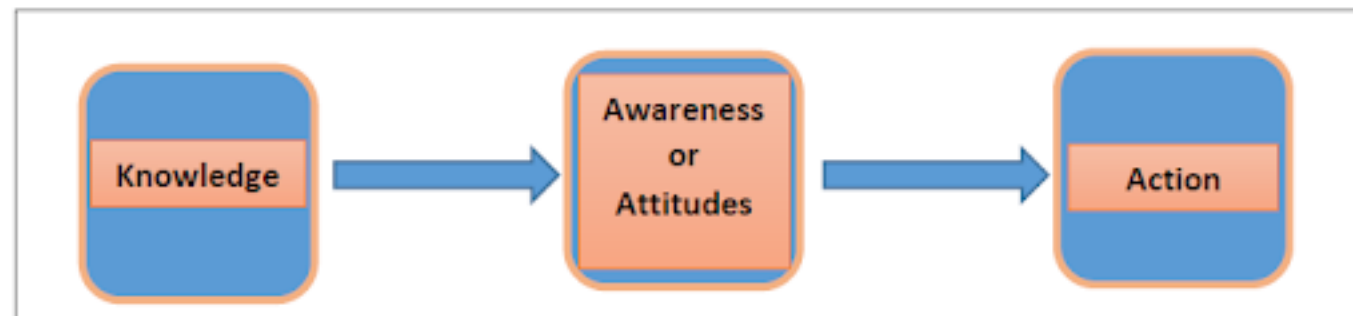 Knowledge
Awareness
or
Attitudes
Action